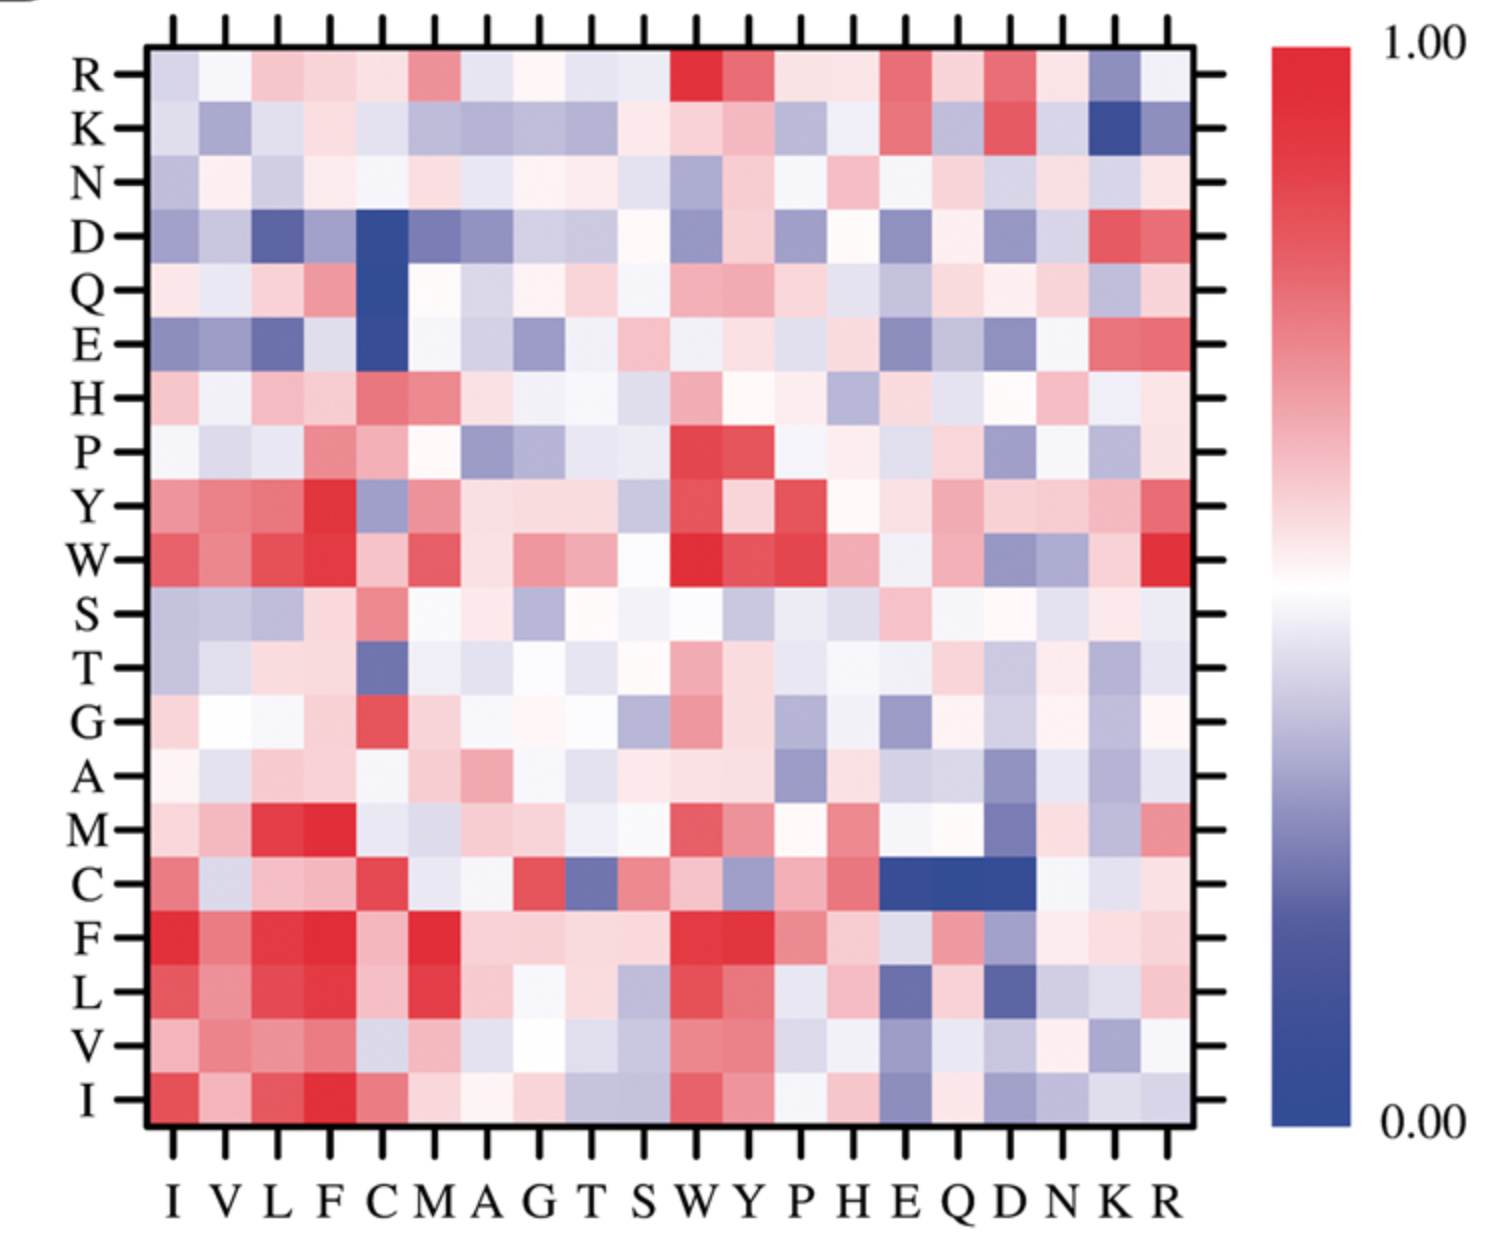 1.00
R
K
N
D
Q
E
H
P
Y
W
S
T
G
A
M
C
F
L
V
I
0.00
I V L F C M A G T S W Y P H E Q D N K R